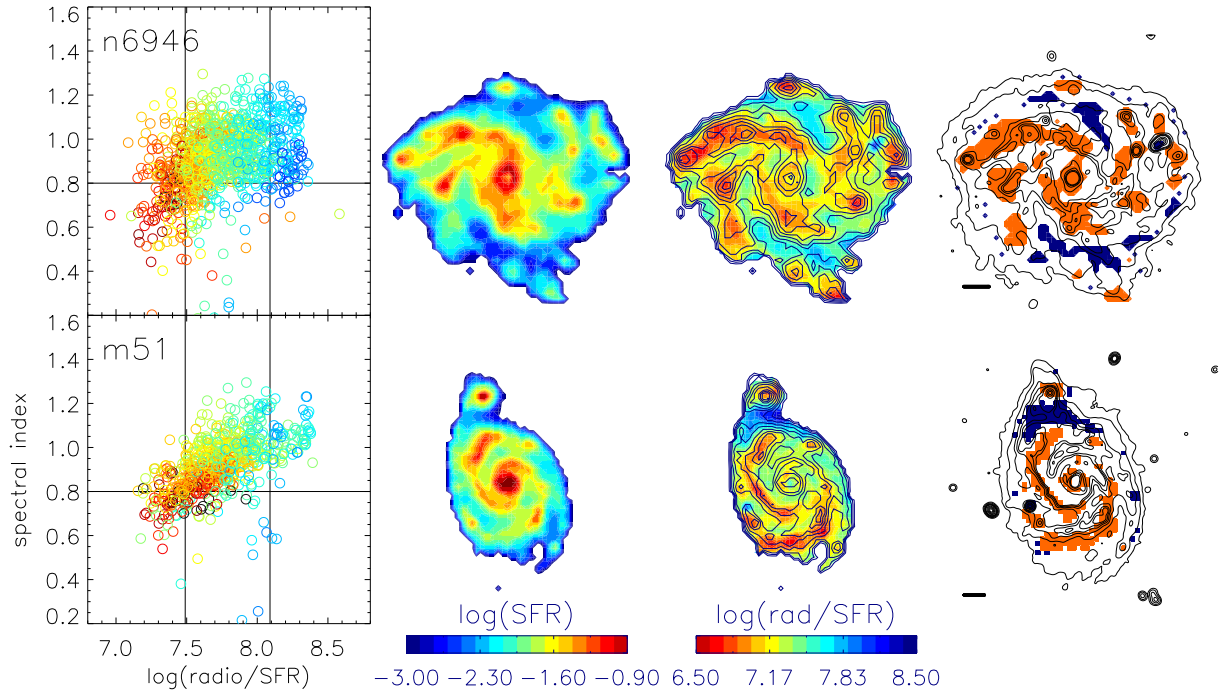 1.6
1.4
1.2
1.0
0.8
0.6
0.4
n6946
1.6
1.4
1.2
1.0
0.8
0.6
0.4
0.2
m51
spectral index
7.0 7.5 8.0 8.5
log(radio/SFR)
log(SFR)
−3.00 −2.30 −1.60 −0.90
log(rad/SFR)
6.50 7.17 7.83 8.50